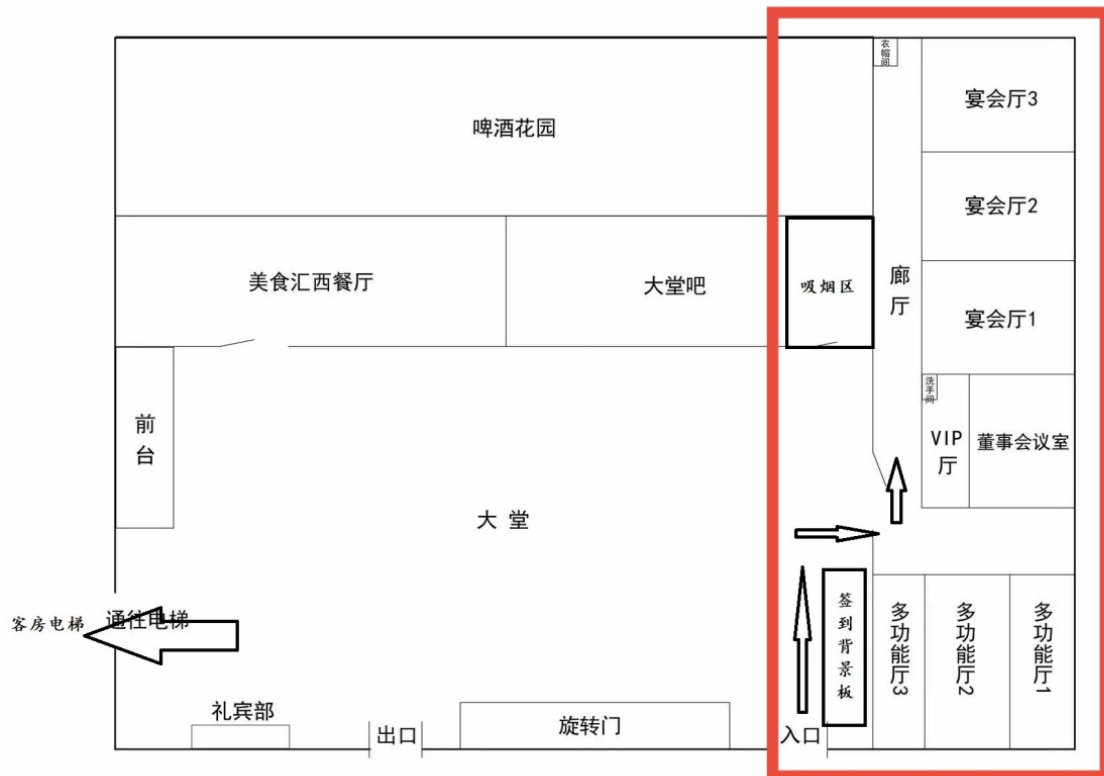 衣帽间
宴会厅3
啤酒花园
宴会厅2
美食汇西餐厅
大堂吧
吸烟区
廊厅
宴会厅1
洗手间
前台
VIP厅
董事会议室
大 堂
客房电梯
通往电梯
签到背景板
多功能厅3
多功能厅2
多功能厅1
礼宾部
出口
旋转门
入口